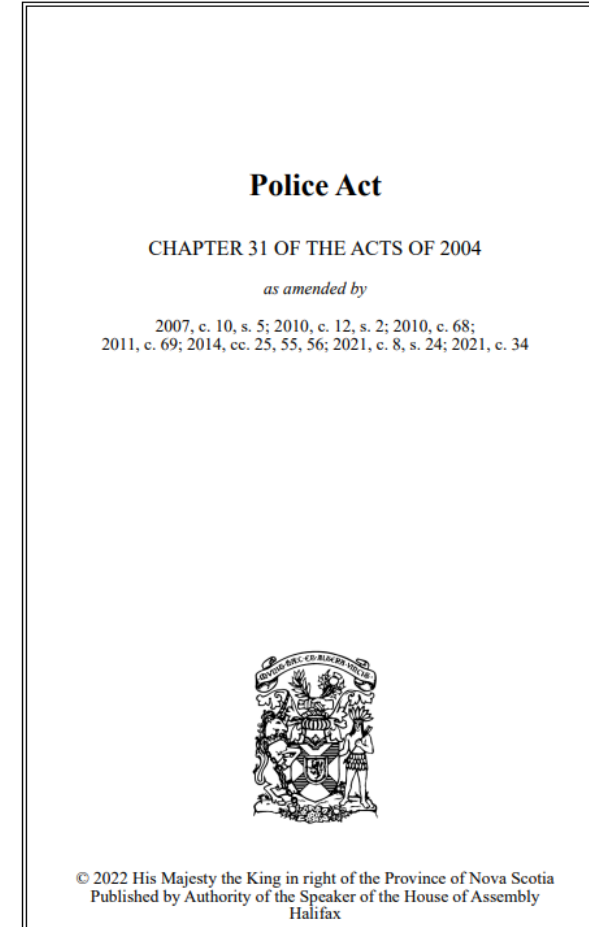 Police Act
CHAPTER 31 OF THE ACTS OF 2004
as amended by
2007, c. 10, s. 5; 2010, c. 12, s. 2; 2010, c. 68;
2011, c. 69; 2014, cc. 25, 55, 56; 2021, c. 8, s. 24; 2021, c. 34
© 2022 His Majesty the King in right of the Province of Nova Scotia
Published by Authority of the Speaker of the House of Assembly
Halifax